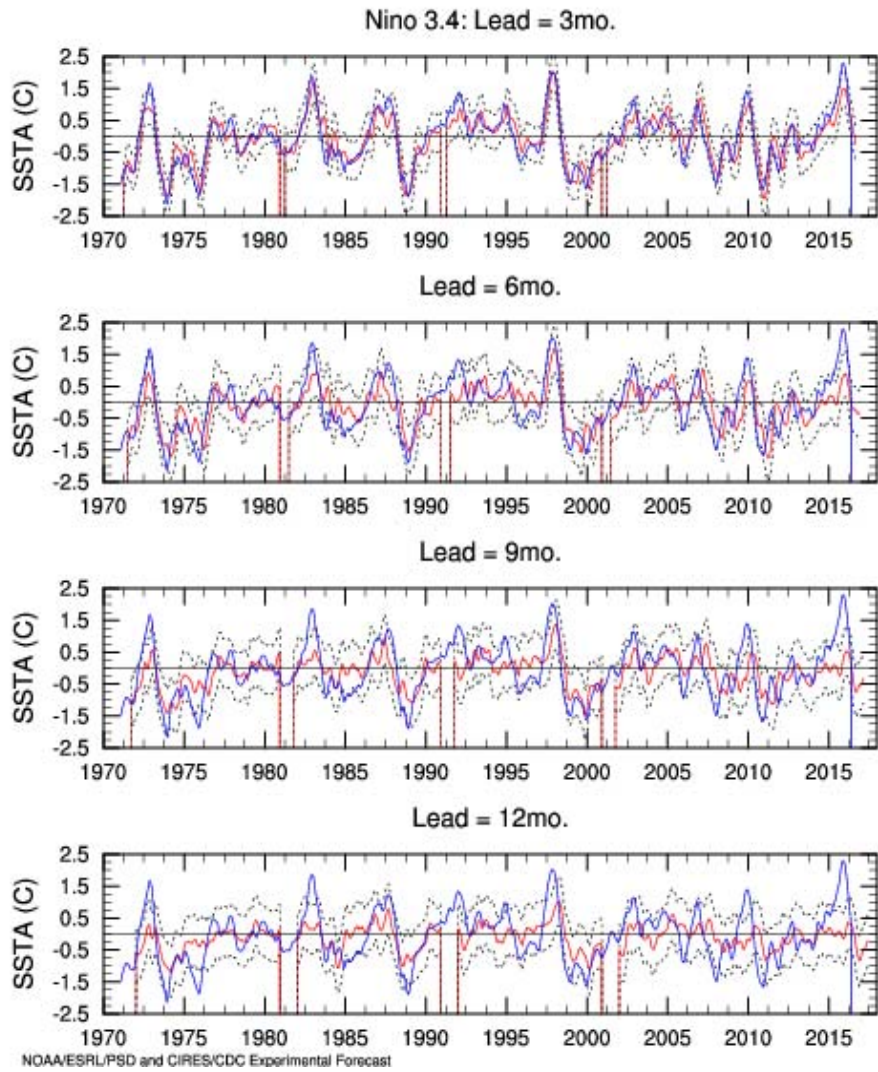 Nino 3.4: Lead = 3mo.
2.5
1.5
0.5
-0.5
-1.5
-2.5
SSTA (C)
1970 1975 1980 1985 1990 1995 2000 2005 2010 2015
Lead = 6mo.
2.5
1.5
0.5
-0.5
-1.5
-2.5
SSTA (C)
1970 1975 1980 1985 1990 1995 2000 2005 2010 2015
Lead = 9mo.
2.5
1.5
0.5
-0.5
-1.5
-2.5
SSTA (C)
1970 1975 1980 1985 1990 1995 2000 2005 2010 2015
Lead = 12mo.
2.5
1.5
0.5
-0.5
-1.5
-2.5
SSTA (C)
1970 1975 1980 1985 1990 1995 2000 2005 2010 2015
NOAA/ESRL/PSD and CIRES/CDC Experimental Forecast